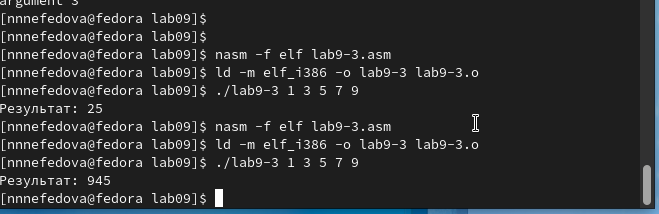 argument 3
[nnnefedova@fedora lab09]$
[nnnefedova@fedora lab09]$
[nnnefedova@fedora lab09]$ nasm -f elf lab9-3.asm
[nnnefedova@fedora lab09]$ ld -m elf_i386 -o lab9-3 lab9-3.o
[nnnefedova@fedora lab09]$ ./lab9-3 1 3 5 7 9
Результат: 25
[nnnefedova@fedora lab09]$ nasm -f elf lab9-3.asm
[nnnefedova@fedora lab09]$ ld -m elf_i386 -o lab9-3 lab9-3.o
[nnnefedova@fedora lab09]$ ./lab9-3 1 3 5 7 9
Результат: 945
[nnnefedova@fedora lab09]$